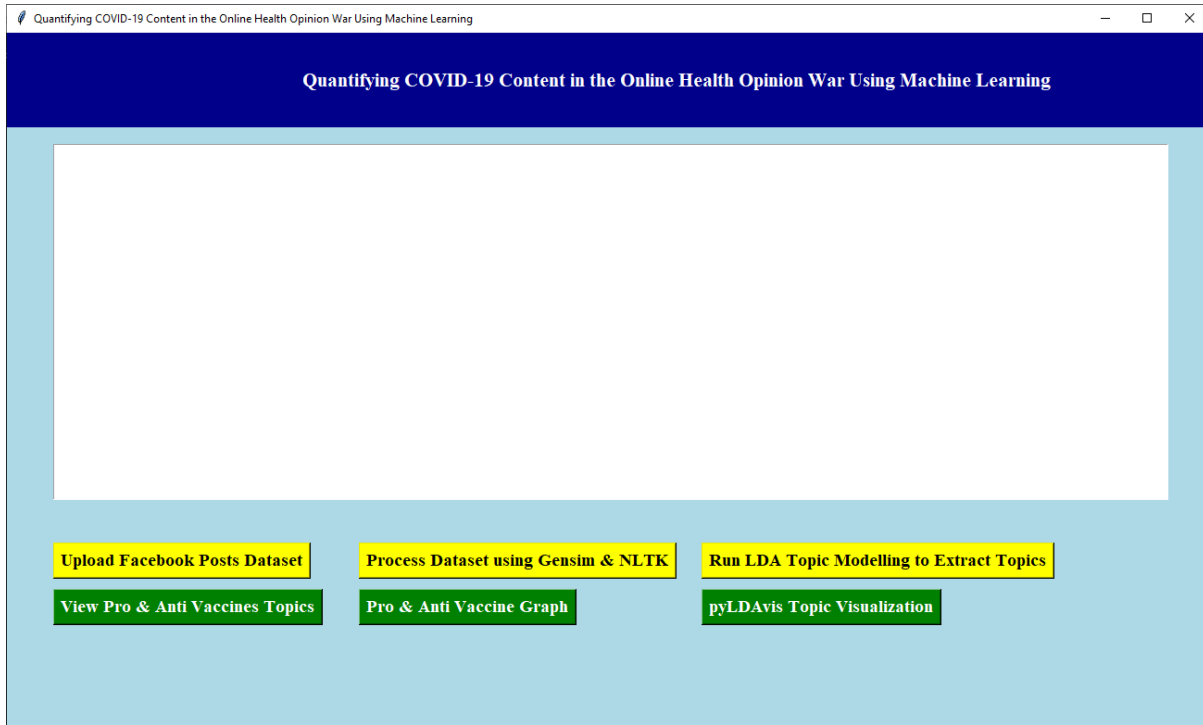 Quantifying COVID-19 Content in the Online Health Opinion War Using Machine Learning
Quantifying COVID-19 Content in the Online Health Opinion War Using Machine Learning
Upload Facebook Posts Dataset
Process Dataset using Gensim & NLTK
Run LDA Topic Modelling to Extract Topics
View Pro & Anti Vaccines Topics
Pro & Anti Vaccine Graph
pyLDAvis Topic Visualization